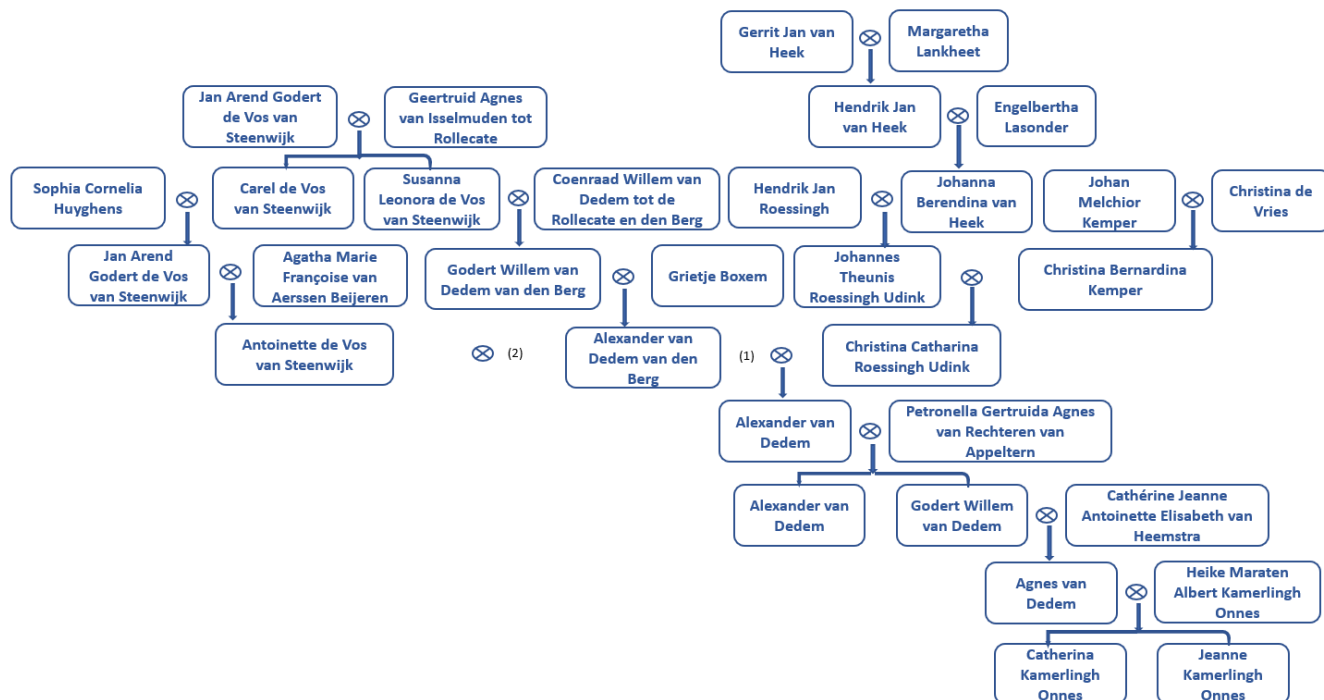 Gerrit Jan van
Heek
Margaretha
Lankheet
Jan Arend Godert
de Vos van
Steenwijk
Geertruid Agnes
van Isselmuden tot
Rollecate
Hendrik Jan
van Heek
Engelbertha
Lasonder
Sophia Cornelia
Huyghens
Carel de Vos
van Steenwijk
Susanna
Leonora de Vos
van Steenwijk
Coenraad Willem van
Dedem tot de
Rollecate en den Berg
Hendrik Jan
Roessingh
Johanna
Berendina van
Heek
Johan
Melchior
Kemper
Christina de
Vries
Jan Arend
Godert de Vos
van Steenwijk
Agatha Marie
Françoise van
Aerssen Beijeren
Godert Willem van
Dedem van den Berg
Grietje Boxem
Johannes
Theunis
Roessingh Udink
Christina Bernardina
Kemper
Antoinette de Vos
van Steenwijk
(2)
Alexander van
Dedem van den
Berg
(1)
Christina Catharina
Roessingh Udink
Alexander van
Dedem
Petronella Gertruida Agnes
van Rechteren van
Appeltern
Alexander van
Dedem
Godert Willem
van Dedem
Cathérine Jeanne
Antoinette Elisabeth van
Heemstra
Agnes van
Dedem
Heike Maraten
Albert Kamerlingh
Onnes
Catherina
Kamerlingh
Onnes
Jeanne
Kamerlingh
Onnes